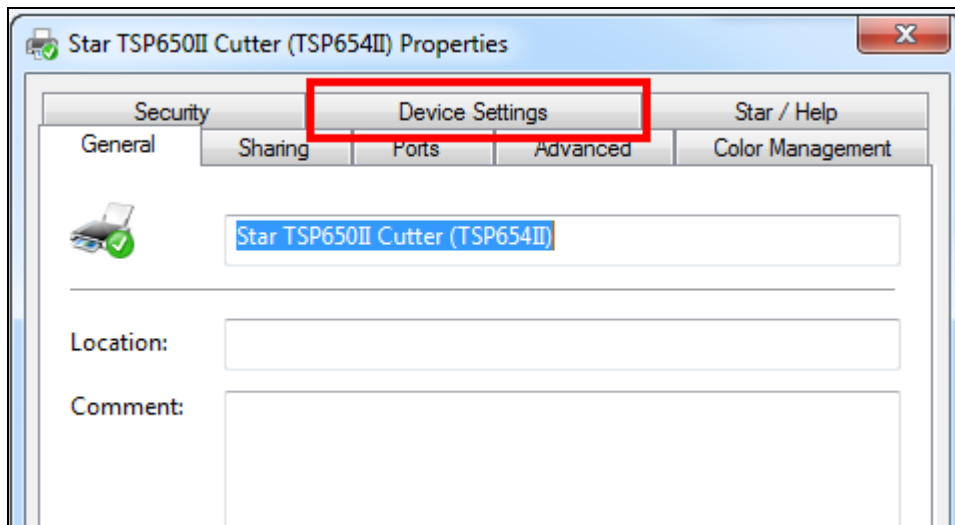 Star TSP650II Cutter (TSP654II) Properties
Security Device Settings Star / Help
General Sharing Ports Advanced Color Management
Star TSP650II Cutter (TSP654II)
Location:
Comment: